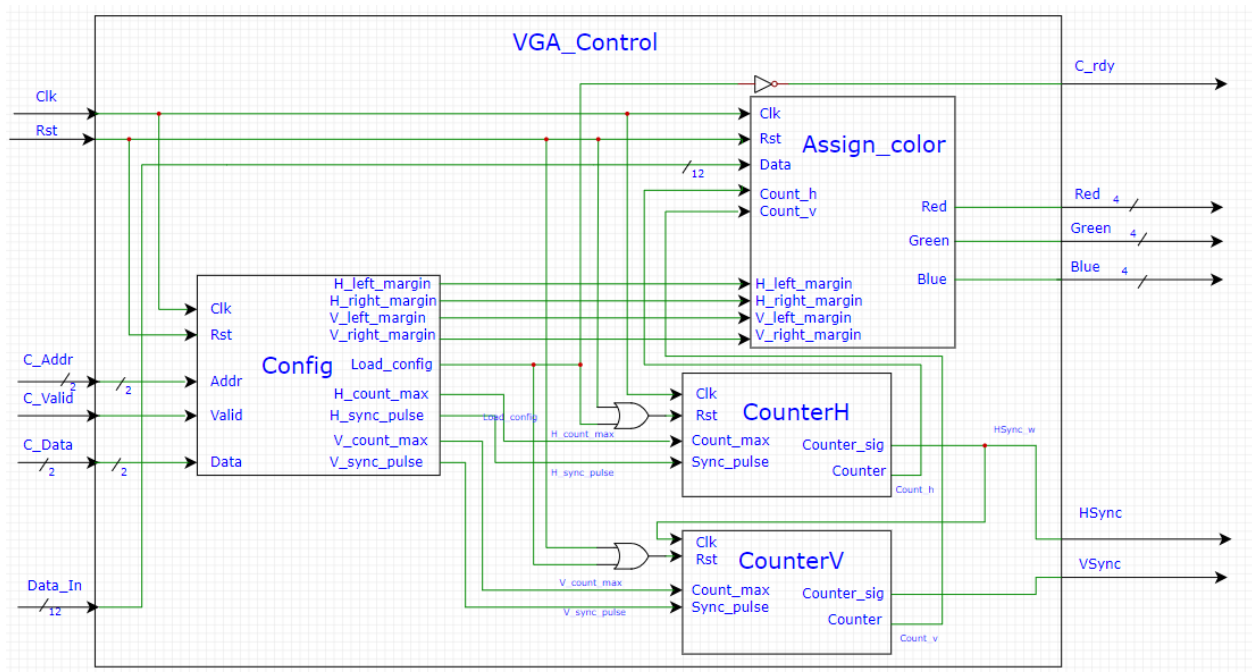 VGA_Control
Clk
Rst
C_Addr
2
2
C_Valid
C_Data
2
2
Data_In
12
C_rdy
Red
4
Green
4
Blue
4
HSync
VSync
Assign_color
Clk
Rst
Data
12
Count_h
Count_v
H_left_margin
H_right_margin
V_left_margin
V_right_margin
Red
Green
Blue
Config
Clk
Rst
Addr
Valid
Data
H_left_margin
H_right_margin
V_left_margin
V_right_margin
Load_config
H_count_max
H_sync_pulse
V_count_max
V_sync_pulse
Load_config
H_count_max
H_sync_pulse
CounterH
Clk
Rst
Count_max
Sync_pulse
Counter_sig
Counter
HSync_w
Count_h
V_count_max
V_sync_pulse
CounterV
Clk
Rst
Count_max
Sync_pulse
Counter_sig
Counter
Count_v